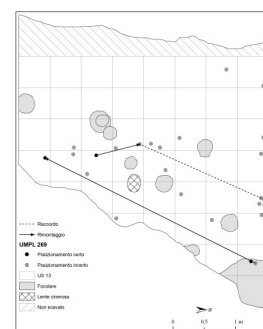 Raccordo
Rimontaggio
UMPL 269
Posizionamento certo
Posizionamento incerto
US 13
Focolare
Lente cinerosa
Non scavato
Z
0 0,5 1 m